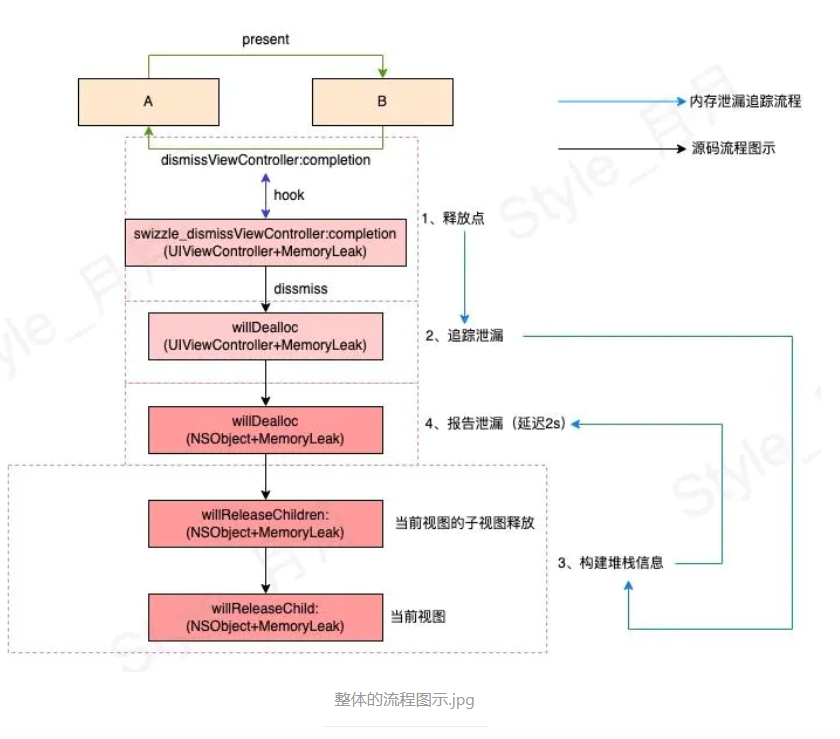 present
A
B
内存泄漏追踪流程
源码流程图示
dismissViewController:completion
hook
swizzle_dismissViewController:completion
(UIViewController+MemoryLeak)
1、释放点
dissmiss
willDealloc
(UIViewController+MemoryLeak)
2、追踪泄漏
willDealloc
(NSObject+MemoryLeak)
4、报告泄漏（延迟2s）
willReleaseChildren:
(NSObject+MemoryLeak)
当前视图的子视图释放
3、构建堆栈信息
willReleaseChild:
(NSObject+MemoryLeak)
当前视图
整体的流程图示.jpg
Style_月月